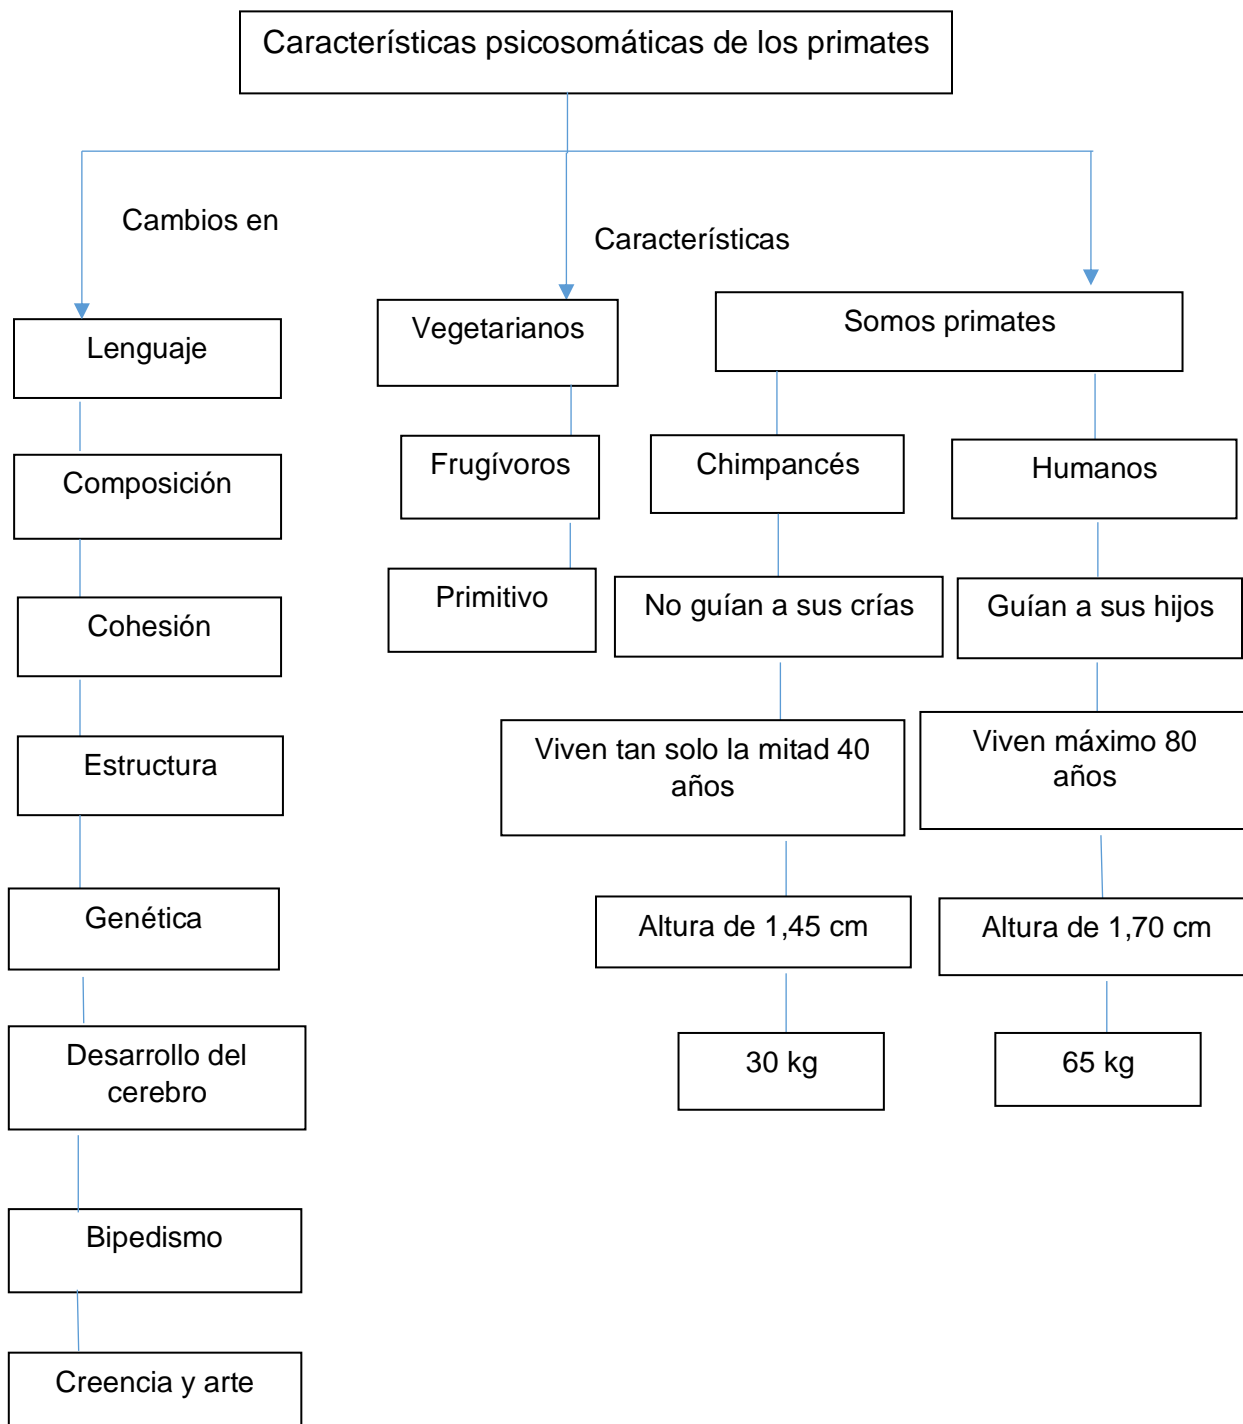 Características psicosomáticas de los primates
Cambios en
Características
Lenguaje
Composición
Cohesión
Estructura
Genética
Desarrollo del
cerebro
Bipedismo
Creencia y arte
Vegetarianos
Frugívoros
Primitivo
Somos primates
Chimpancés
No guían a sus crías
Viven tan solo la mitad 40
años
Altura de 1,45 cm
30 kg
Humanos
Guían a sus hijos
Viven máximo 80
años
Altura de 1,70 cm
65 kg